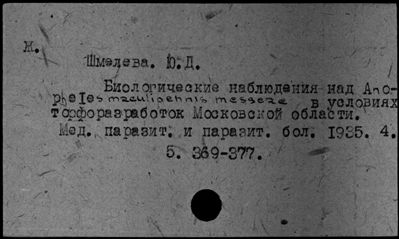 Ж.
Шмелева. Ю.Д.
Биологические наблюдения над Ano-
pheles maculipennis messeae в условиях
торфоразработок Московской области.
Мед. паразит. и паразит. бол. 1935. 4.
5. 369-377.